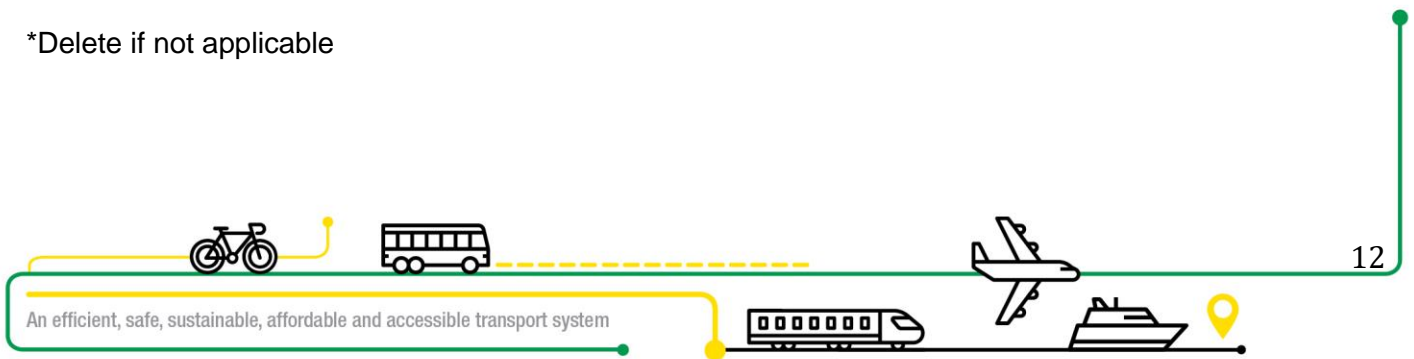 *Delete if not applicable
12
An efficient, safe, sustainable, affordable and accessible transport system